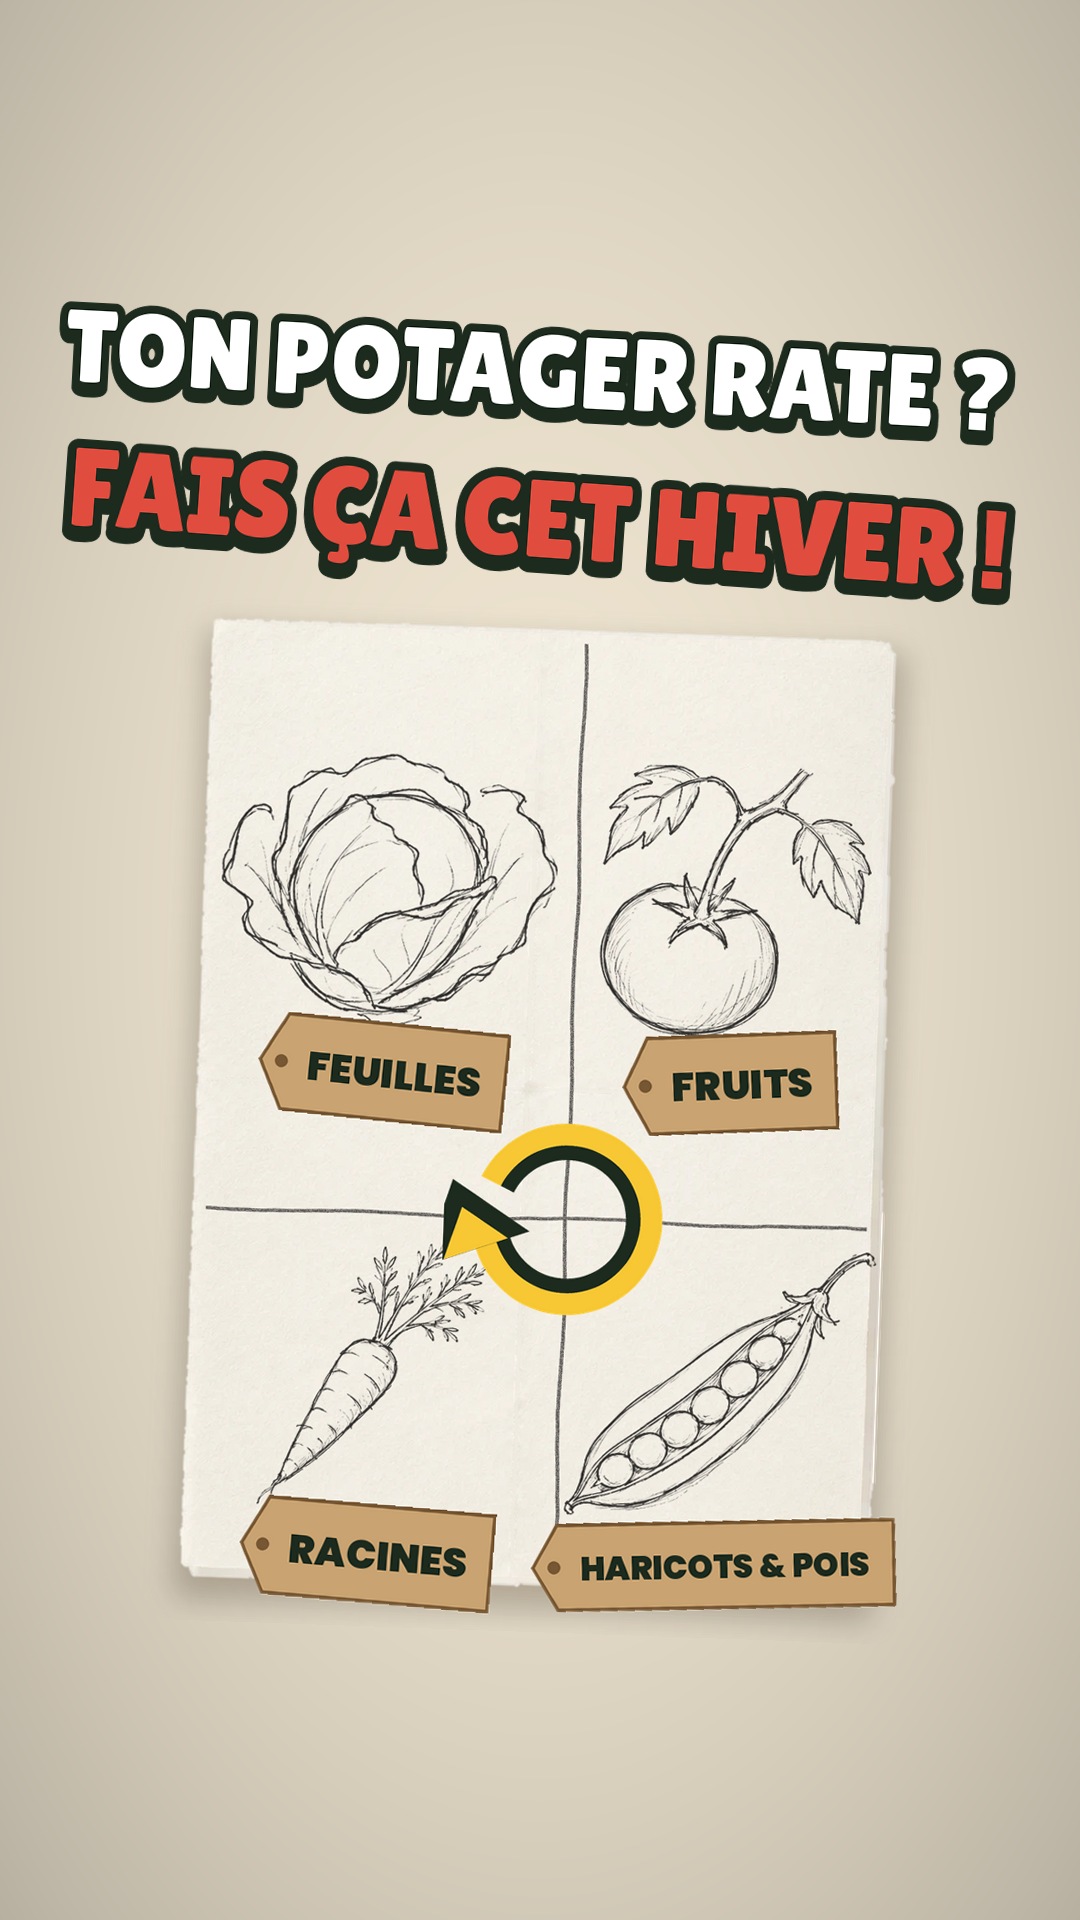 TON POTAGER RATE ?
FAIS ÇA CET HIVER !
FEUILLES
FRUITS
RACINES
HARICOTS & POIS